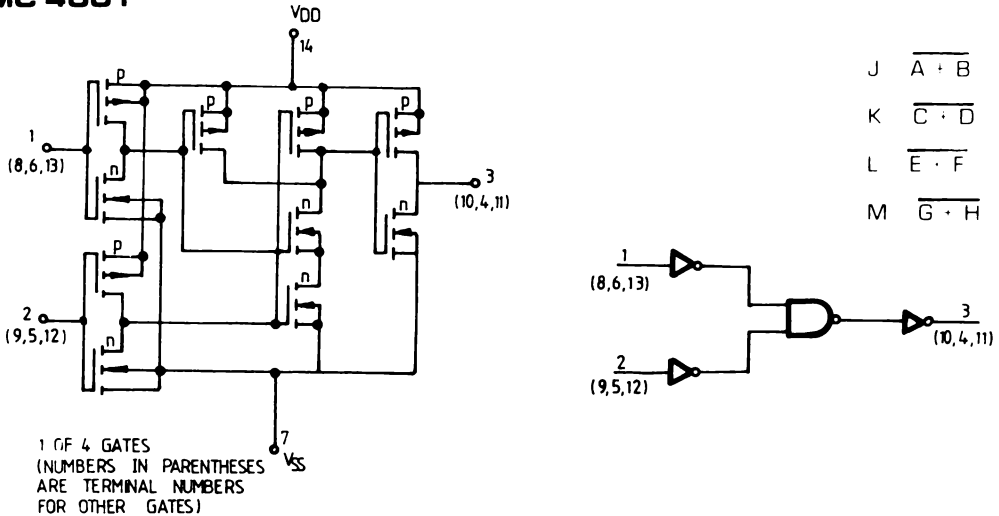 VDD
14
p
p
p
p
1
(8,6,13)
n
3
(10,4,11)
n
n
p
n
2
(9,5,12)
n
7
VSS
1 OF 4 GATES
(NUMBERS IN PARENTHESES
ARE TERMINAL NUMBERS
FOR OTHER GATES)
J A + B
K C + D
L E + F
M G + H
1
(8,6,13)
2
(9,5,12)
3
(10,4,11)